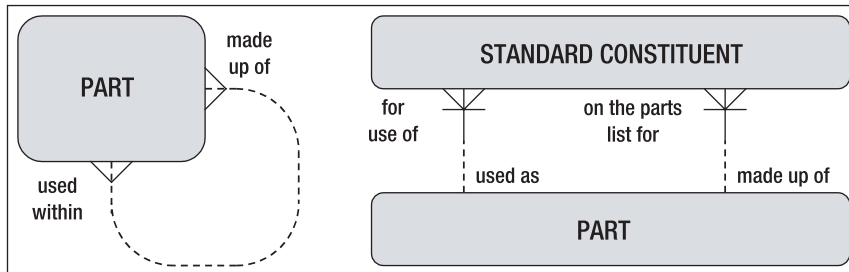 PART
made
up of
used
within
STANDARD CONSTITUENT
for
use of
on the parts
list for
used as
made up of
PART